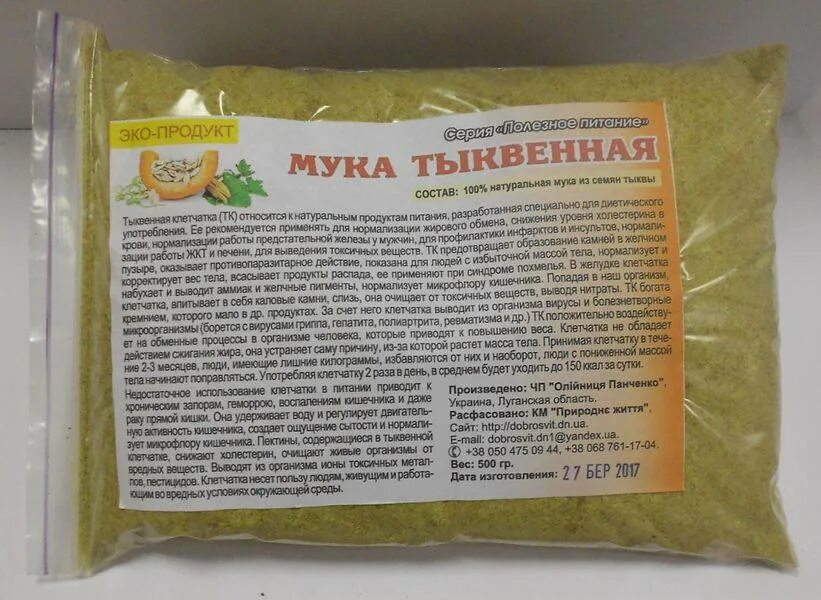 ЭКО-ПРОДУКТ
Серия «Полезное питание»
МУКА ТЫКВЕННАЯ
СОСТАВ: 100% натуральная мука из семян тыквы
Тыквенная клетчатка (ТК) относится к натуральным продуктам питания, разработанная специально для диетического
употребления. Ее рекомендуется применять для нормализации жирового обмена, снижения уровня холестерина в
крови, нормализации работы предстательной железы у мужчин, для профилактики инфарктов и инсультов, нормали-
зации работы ЖКТ и печени, для выведения токсичных веществ. ТК предотвращает образование камней в желчном
пузыре, оказывает противопаразитарное действие, показана для людей с избыточной массой тела, нормализует и
корректирует вес тела, всасывает продукты распада, ее применяют при синдроме похмелья. В желудке клетчатка
набухает и выводит аммиак и желчные пигменты, нормализует микрофлору кишечника. Попадая в наш организм,
клетчатка, впитывает в себя каловые камни, слизь, она очищает от токсичных веществ, выводя нитраты. ТК богата
кремнием, которого мало в др. продуктах. За счет него клетчатка выводит из организма вирусы и болезнетворные
микроорганизмы (борется с вирусами гриппа, гепатита, полиартрита, ревматизма и др.) ТК положительно воздейству-
ет на обменные процессы в организме человека, которые приводят к повышению веса. Клетчатка не обладает
действием сжигания жира, она устраняет саму причину, из-за которой растет масса тела. Принимая клетчатку в тече-
ние 2-3 месяцев, люди, имеющие лишние килограммы, избавляются от них и наоборот, люди с пониженной массой
тела начинают поправляться. Употребляя клетчатку 2 раза в день, в среднем будет уходить до 150 ккал за сутки.
Недостаточное использование клетчатки в питании приводит к
хроническим запорам, геморрою, воспалениям кишечника и даже
раку прямой кишки. Она удерживает воду и регулирует двигатель-
ную активность кишечника, создает ощущение сытости и нормали-
зует микрофлору кишечника. Пектины, содержащиеся в тыквенной
клетчатке, снижают холестерин, очищают живые организмы от
вредных веществ. Выводят из организма ионы токсичных метал-
лов, пестицидов. Клетчатка несет пользу людям, живущим и работа-
ющим во вредных условиях окружающей среды.
Произведено: ЧП "Олійниця Панченко",
Украина, Луганская область.
Расфасовано: КМ "Природнє життя".
Сайт: http://dobrosvit.dn.ua.
E-mail: dobrosvit.dn1@yandex.ua.
+38 050 475 09 44, +38 068 761-17-04.
Вес: 500 гр.
Дата изготовления: 27 БЕР 2017